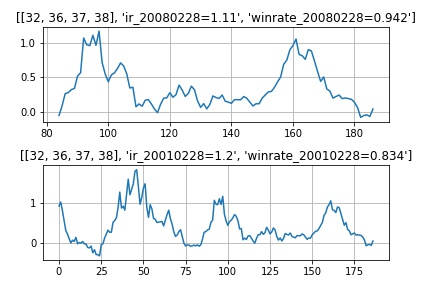 [[32, 36, 37, 38], 'ir_20080228=1.11', 'winrate_20080228=0.942']
1.0
0.5
0.0
80 100 120 140 160 180
[[32, 36, 37, 38], 'ir_20010228=1.2', 'winrate_20010228=0.834']
1
0
0 25 50 75 100 125 150 175